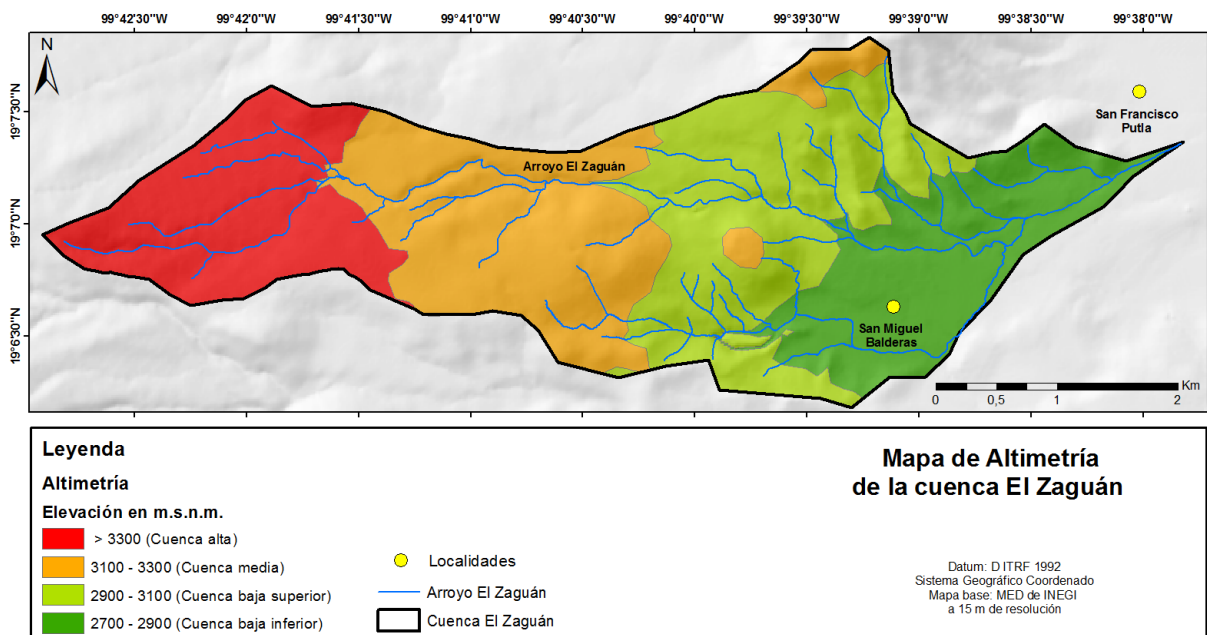 99°42'30"W 99°42'0"W 99°41'30"W 99°41'0"W 99°40'30"W 99°40'0"W 99°39'30"W 99°39'0"W 99°38'30"W 99°38'0"W
N
19°7'30"N
19°7'0"N
19°6'30"N
San Francisco
Putla
Arroyo El Zaguán
San Miguel
Balderas
Km
0 0,5 1 2
Leyenda
Altimetría
Elevación en m.s.n.m.
> 3300 (Cuenca alta)
3100 - 3300 (Cuenca media)
2900 - 3100 (Cuenca baja superior)
2700 - 2900 (Cuenca baja inferior)
Localidades
Arroyo El Zaguán
Cuenca El Zaguán
Mapa de Altimetría
de la cuenca El Zaguán
Datum: D ITRF 1992
Sistema Geográfico Coordenado
Mapa base: MED de INEGI
a 15 m de resolución